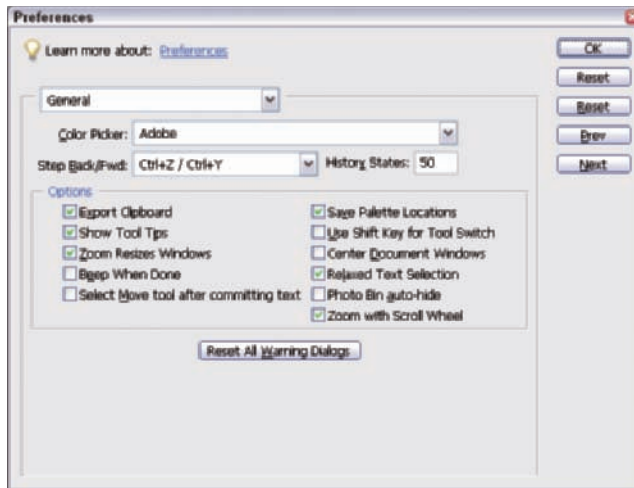 Preferences
Learn more about: Preferences
OK
Reset
Reset
Prev
Next
General
Color Picker: Adobe
Step Back/Fwd: Ctrl+Z / Ctrl+Y History States: 50
Options
Export Clipboard Save Palette Locations
Show Tool Tips Use Shift Key for Tool Switch
Zoom Resizes Windows Center Document Windows
Beep When Done Relaxed Text Selection
Select Move tool after committing text Photo Bin auto-hide
Zoom with Scroll Wheel
Reset All Warning Dialogs